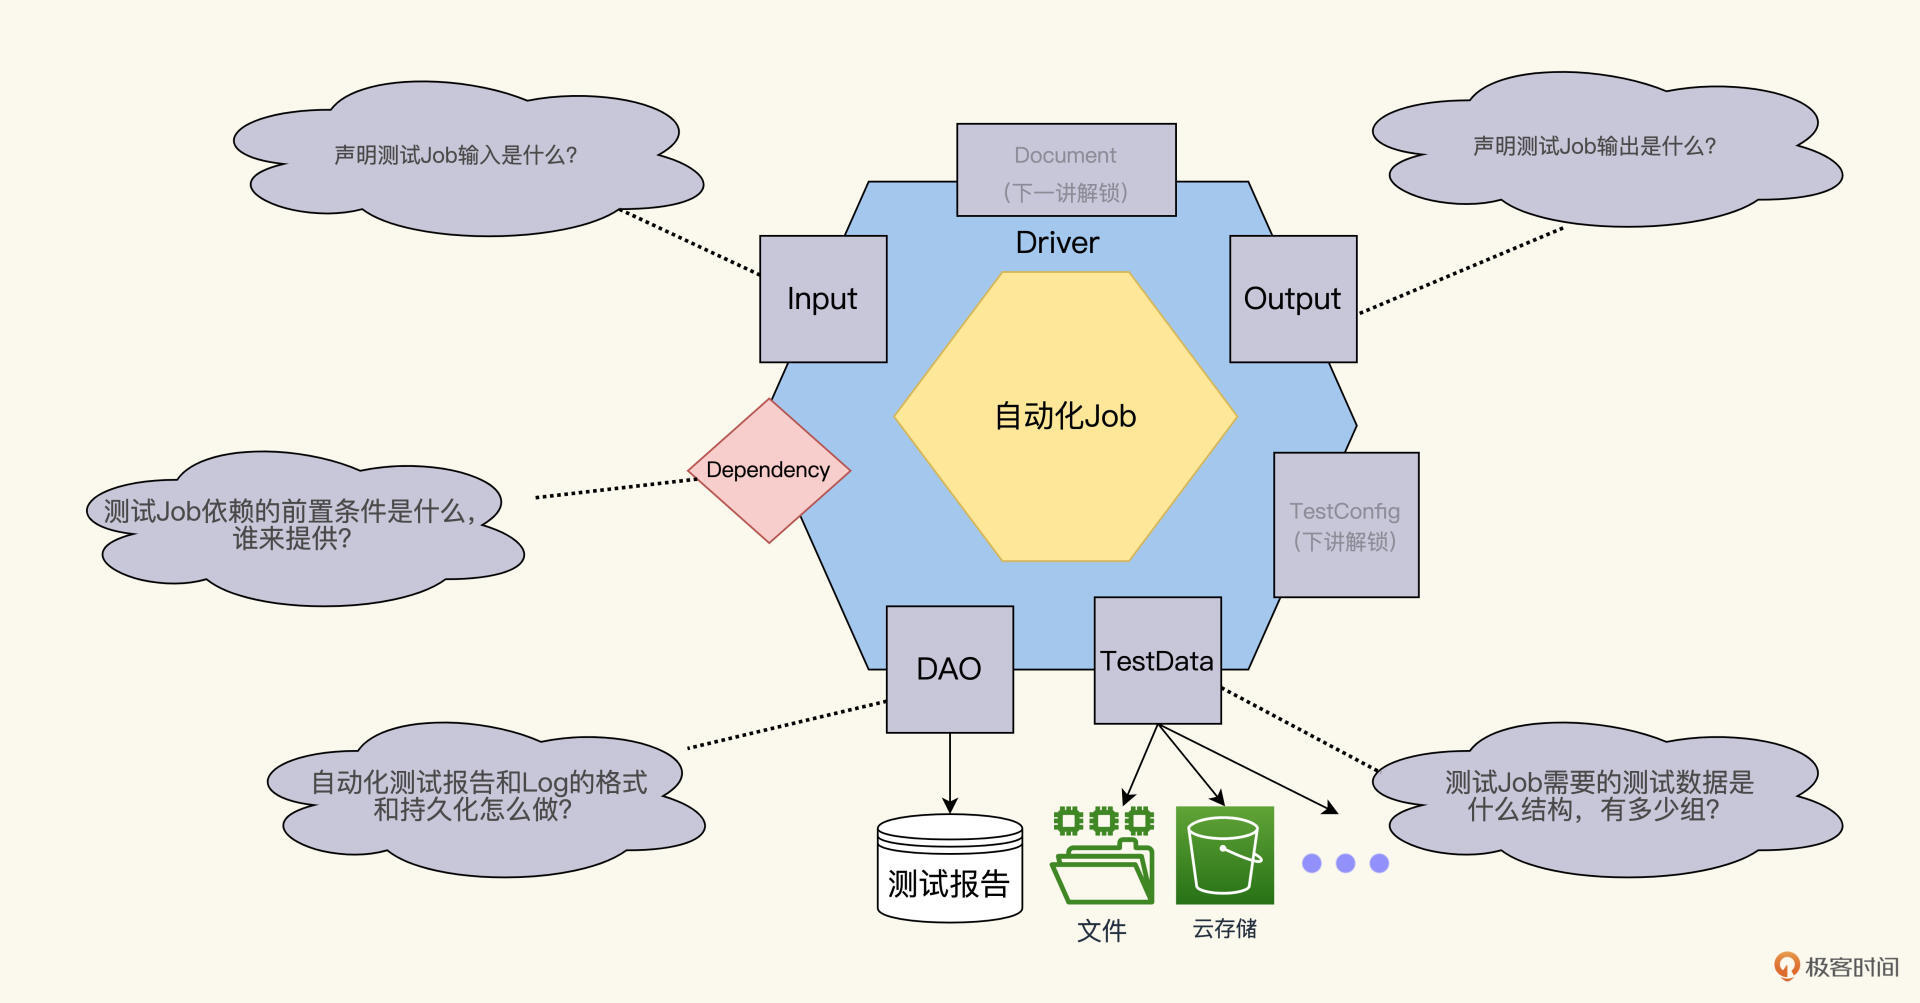 声明测试Job输入是什么?
声明测试Job输出是什么?
Document
(下一讲解锁)
Driver
Input
Output
自动化Job
Dependency
测试Job依赖的前置条件是什么，
谁来提供?
TestConfig
(下讲解锁)
DAO
TestData
自动化测试报告和Log的格式
和持久化怎么做?
测试Job需要的测试数据是
什么结构，有多少组?
测试报告
文件
云存储
极客时间